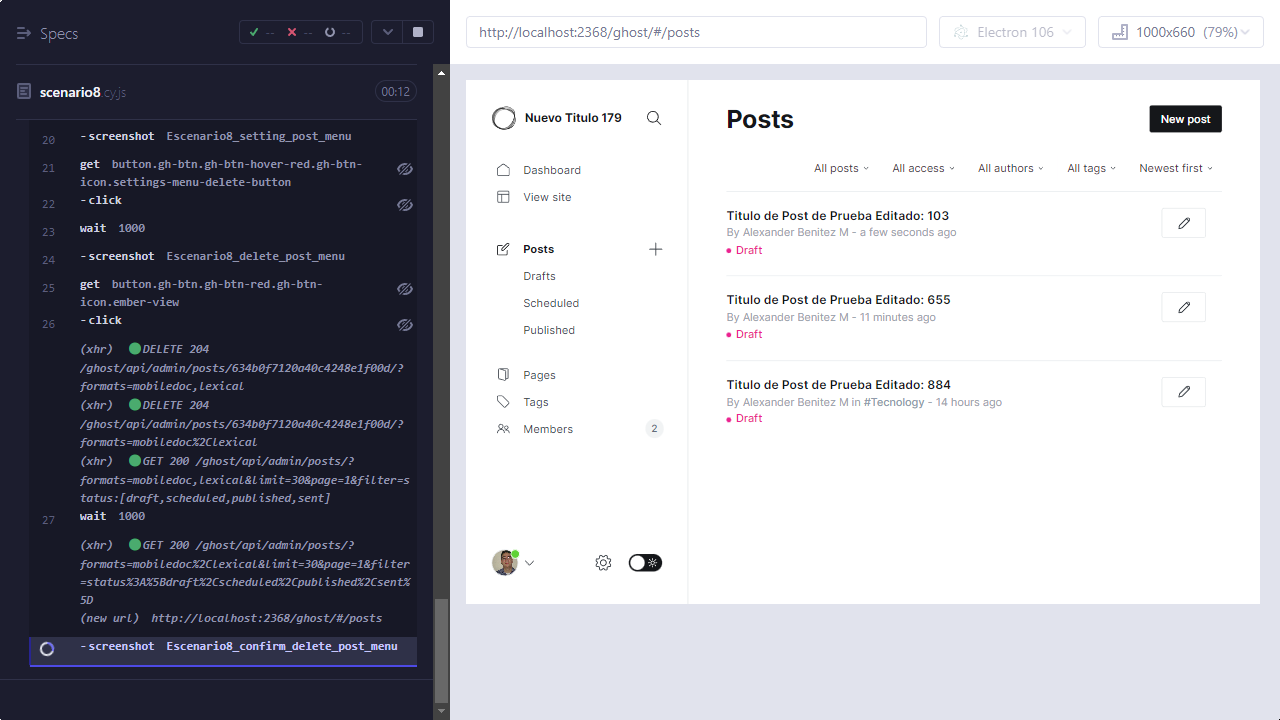 Specs
-- -- --
scenario8.cy.js 00:12
20 -screenshot Escenario8_setting_post_menu
21 get button.gh-btn.gh-btn-hover-red.gh-btn-
icon.settings-menu-delete-button
22 -click
23 wait 1000
24 -screenshot Escenario8_delete_post_menu
25 get button.gh-btn.gh-btn-red.gh-btn-
icon.ember-view
26 -click
(xhr) DELETE 204
/ghost/api/admin/posts/634b0f7120a40c4248e1f00d/?
formats=mobiledoc,lexical
(xhr) DELETE 204
/ghost/api/admin/posts/634b0f7120a40c4248e1f00d/?
formats=mobiledoc%2Clexical
(xhr) GET 200 /ghost/api/admin/posts/?
formats=mobiledoc,lexical&limit=30&page=1&filter=s
tatus:[draft,scheduled,published,sent]
27 wait 1000
(xhr) GET 200 /ghost/api/admin/posts/?
formats=mobiledoc%2Clexical&limit=30&page=1&filter
=status%3A%5Bdraft%2Cscheduled%2Cpublished%2Csent%
5D
(new url) http://localhost:2368/ghost/#/posts
-screenshot Escenario8_confirm_delete_post_menu
http://localhost:2368/ghost/#/posts
Electron 106
1000x660 (79%)
Nuevo Titulo 179
Dashboard
View site
Posts
Drafts
Scheduled
Published
Pages
Tags
Members 2
Posts
New post
All posts All access All authors All tags Newest first
Titulo de Post de Prueba Editado: 103
By Alexander Benitez M - a few seconds ago
Draft
Titulo de Post de Prueba Editado: 655
By Alexander Benitez M - 11 minutes ago
Draft
Titulo de Post de Prueba Editado: 884
By Alexander Benitez M in #Tecnology - 14 hours ago
Draft